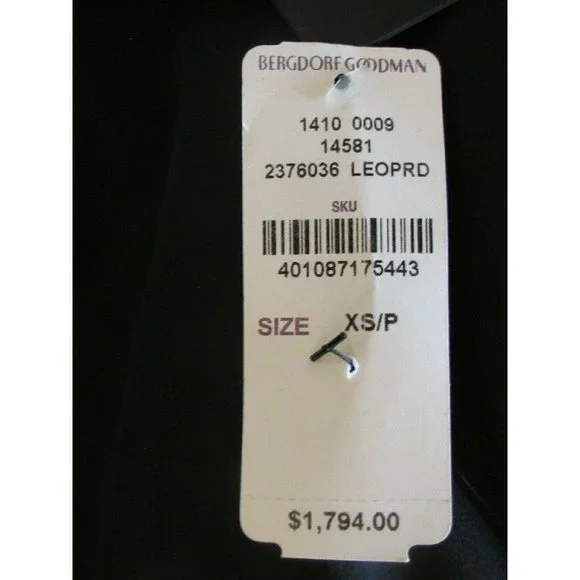 BERGDORF GOODMAN
1410 0009
14581
2376036 LEOPRD
SKU
401087175443
SIZE XS/P
$1,794.00